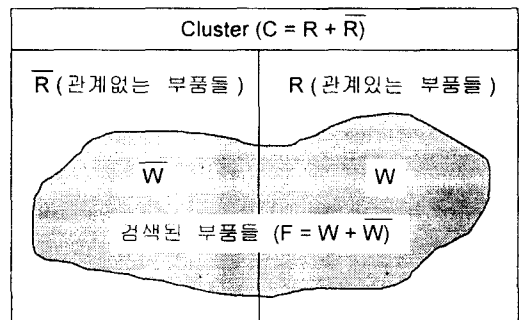 Cluster (C = R + R̅)
R̅ (관계없는 부품들)
R (관계있는 부품들)
W̅
W
검색된 부품들 (F = W + W̅)